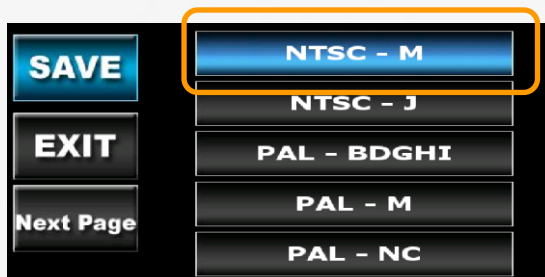 SAVE
EXIT
Next Page
NTSC - M
NTSC - J
PAL - BDGHI
PAL - M
PAL - NC